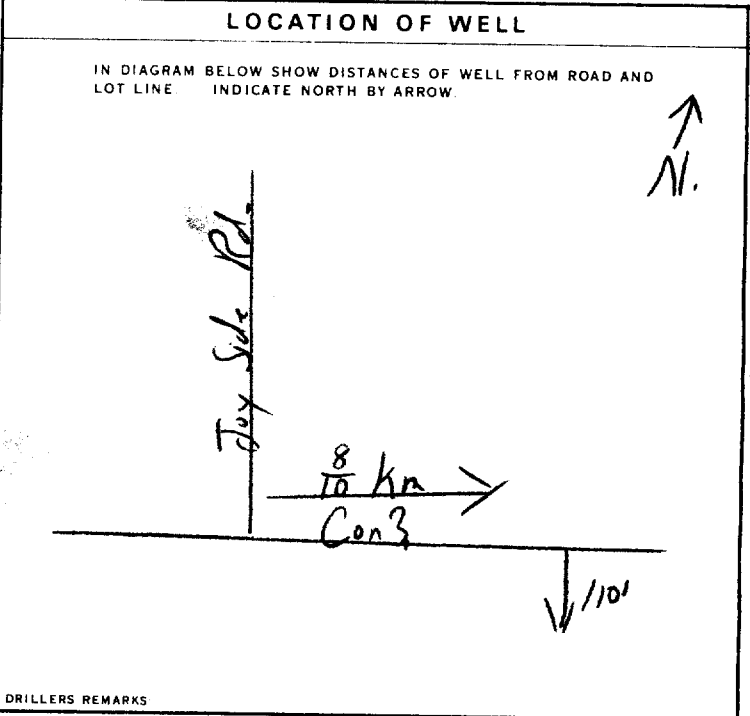 LOCATION OF WELL
IN DIAGRAM BELOW SHOW DISTANCES OF WELL FROM ROAD AND
LOT LINE. INDICATE NORTH BY ARROW.
N.
Joy Side Rd.
8/10 Km
Con 3
110'
DRILLERS REMARKS